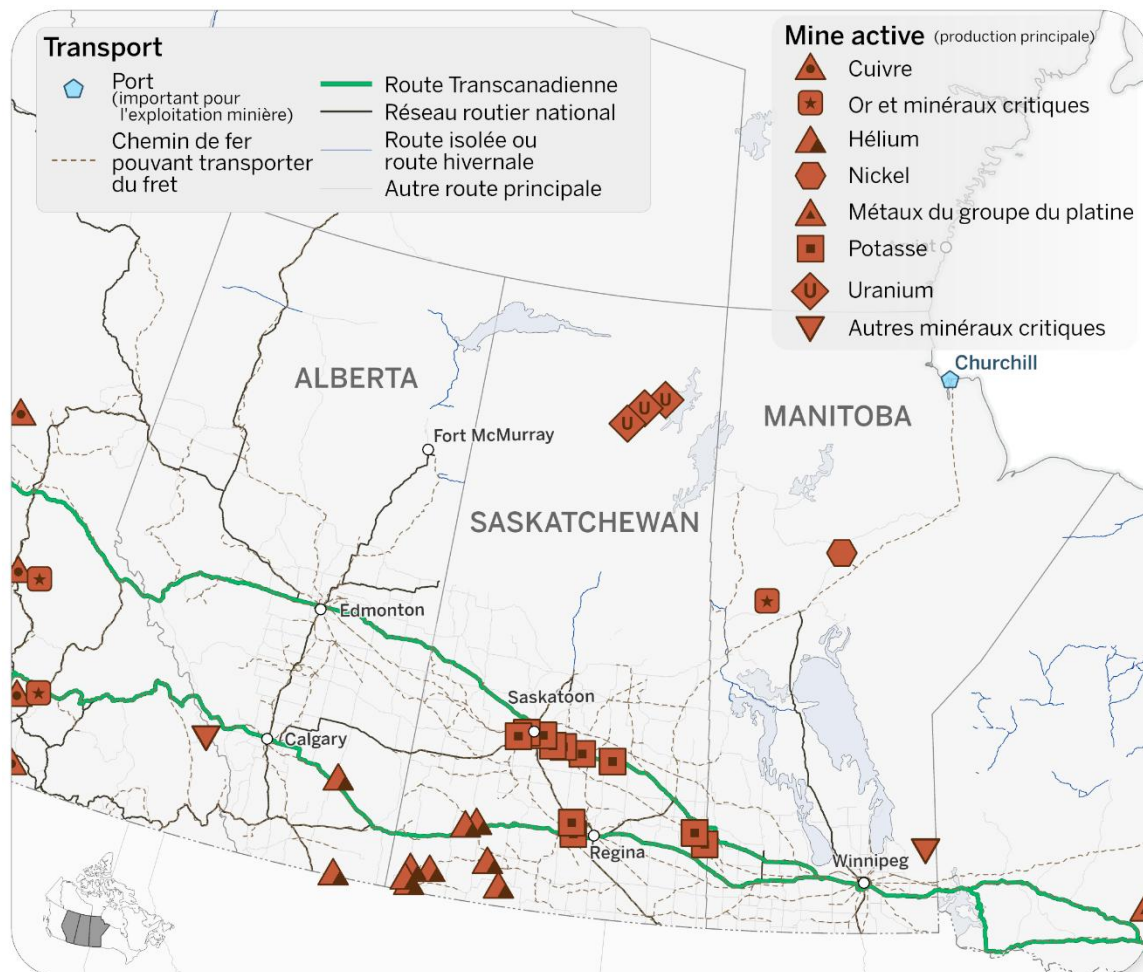 Transport
Port
(important pour
l'exploitation minière)
Chemin de fer
pouvant transporter
du fret
Route Transcanadienne
Réseau routier national
Route isolée ou
route hivernale
Autre route principale
Mine active (production principale)
Cuivre
Or et minéraux critiques
Hélium
Nickel
Métaux du groupe du platine
Potasse
Uranium
Autres minéraux critiques
Churchill
ALBERTA
MANITOBA
U U U
Fort McMurray
SASKATCHEWAN
Edmonton
Saskatoon
Calgary
Regina
Winnipeg